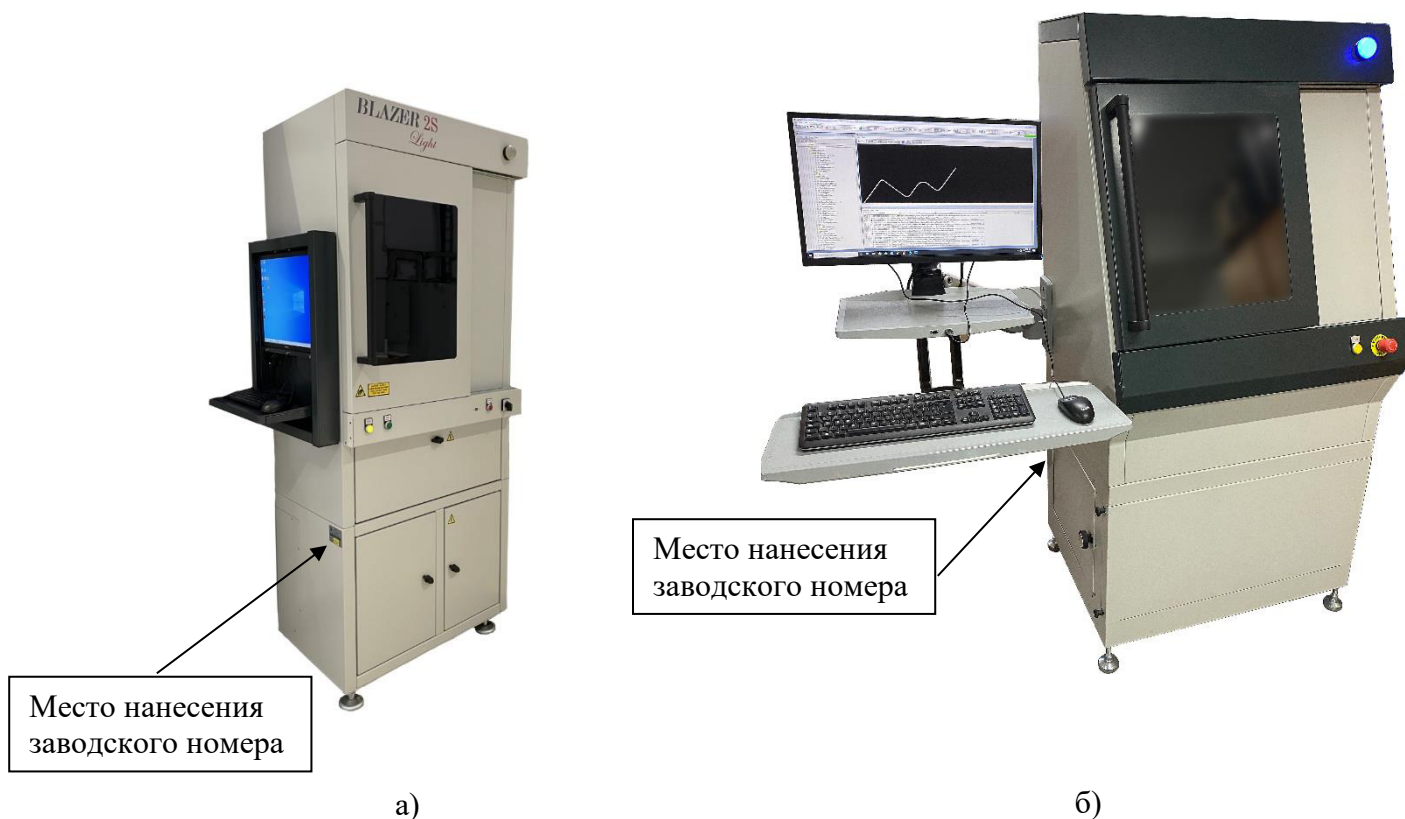 BLAZER 2S
Light
Место нанесения
заводского номера
Место нанесения
заводского номера
а)
б)